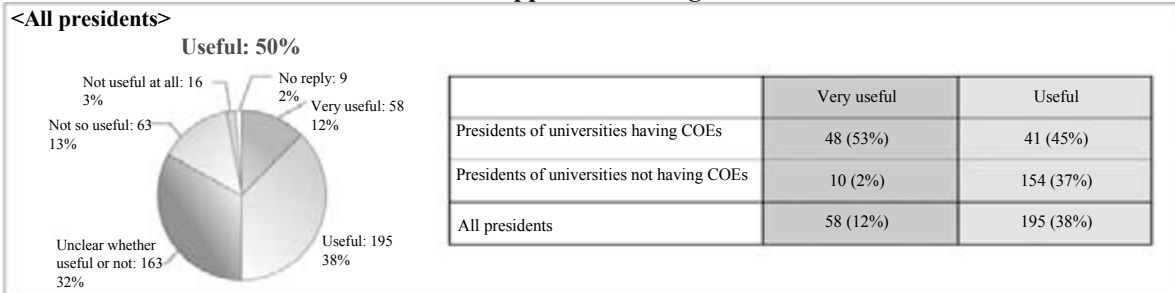 <All presidents>
Useful: 50%
Not useful at all: 16
3%
No reply: 9
2%
Very useful: 58
12%
Not so useful: 63
13%
Unclear whether
useful or not: 163
32%
Useful: 195
38%
Very useful Useful
Presidents of universities having COEs 48 (53%) 41 (45%)
Presidents of universities not having COEs 10 (2%) 154 (37%)
All presidents 58 (12%) 195 (38%)